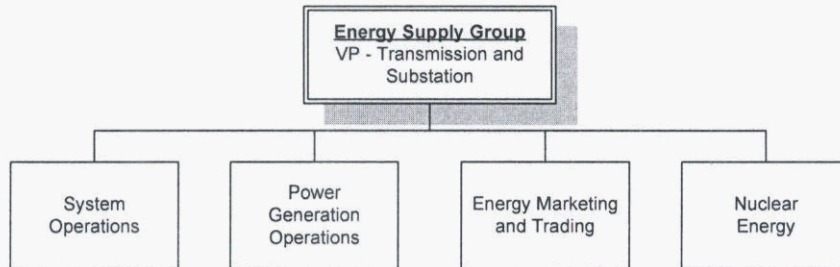 Energy Supply Group
VP - Transmission and
Substation
System
Operations
Power
Generation
Operations
Energy Marketing
and Trading
Nuclear
Energy